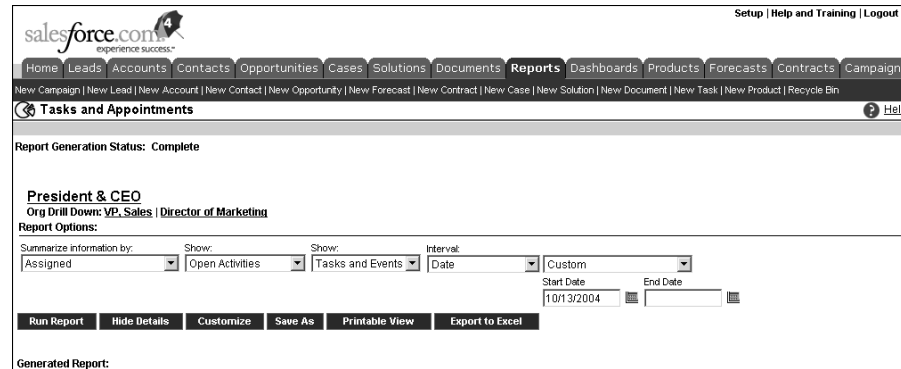 Setup | Help and Training | Logout
salesforce.com
4
experience success.™
Home Leads Accounts Contacts Opportunities Cases Solutions Documents Reports Dashboards Products Forecasts Contracts Campaign
New Campaign | New Lead | New Account | New Contact | New Opportunity | New Forecast | New Contract | New Case | New Solution | New Document | New Task | New Product | Recycle Bin
Tasks and Appointments
? Hel
Report Generation Status: Complete
President & CEO
Org Drill Down: VP, Sales | Director of Marketing
Report Options:
Summarize information by: Show: Show: Interval:
Assigned Open Activities Tasks and Events Date Custom
Start Date End Date
10/13/2004
Run Report Hide Details Customize Save As Printable View Export to Excel
Generated Report: